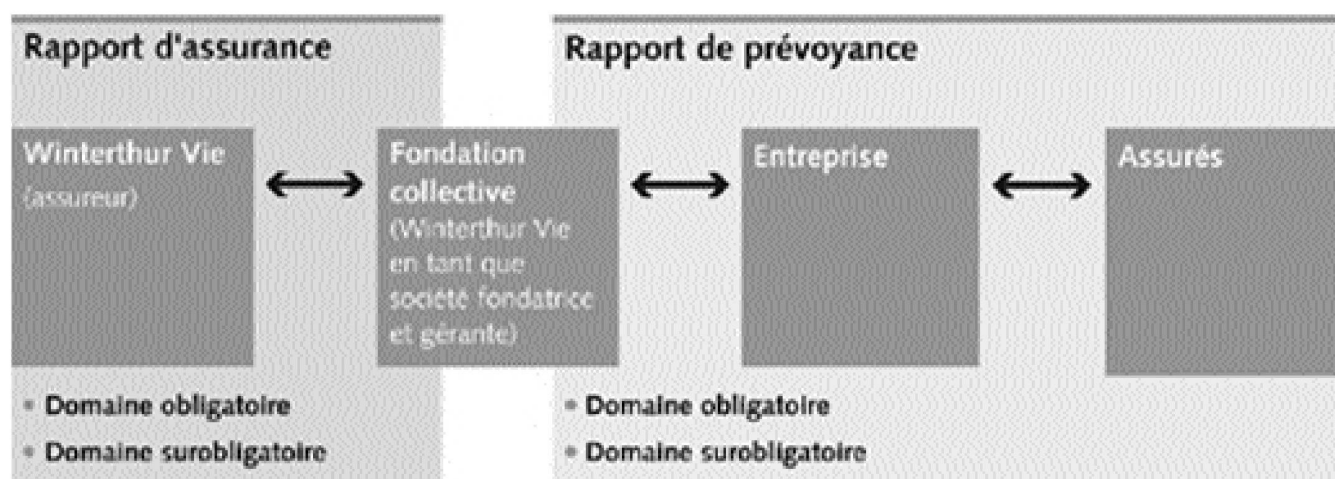 Rapport d'assurance
Rapport de prévoyance
Winterthur Vie
(assureur)
Fondation
collective
(Winterthur Vie
en tant que
société fondatrice
et gérante)
Entreprise
Assurés
• Domaine obligatoire
• Domaine surobligatoire
• Domaine obligatoire
• Domaine surobligatoire